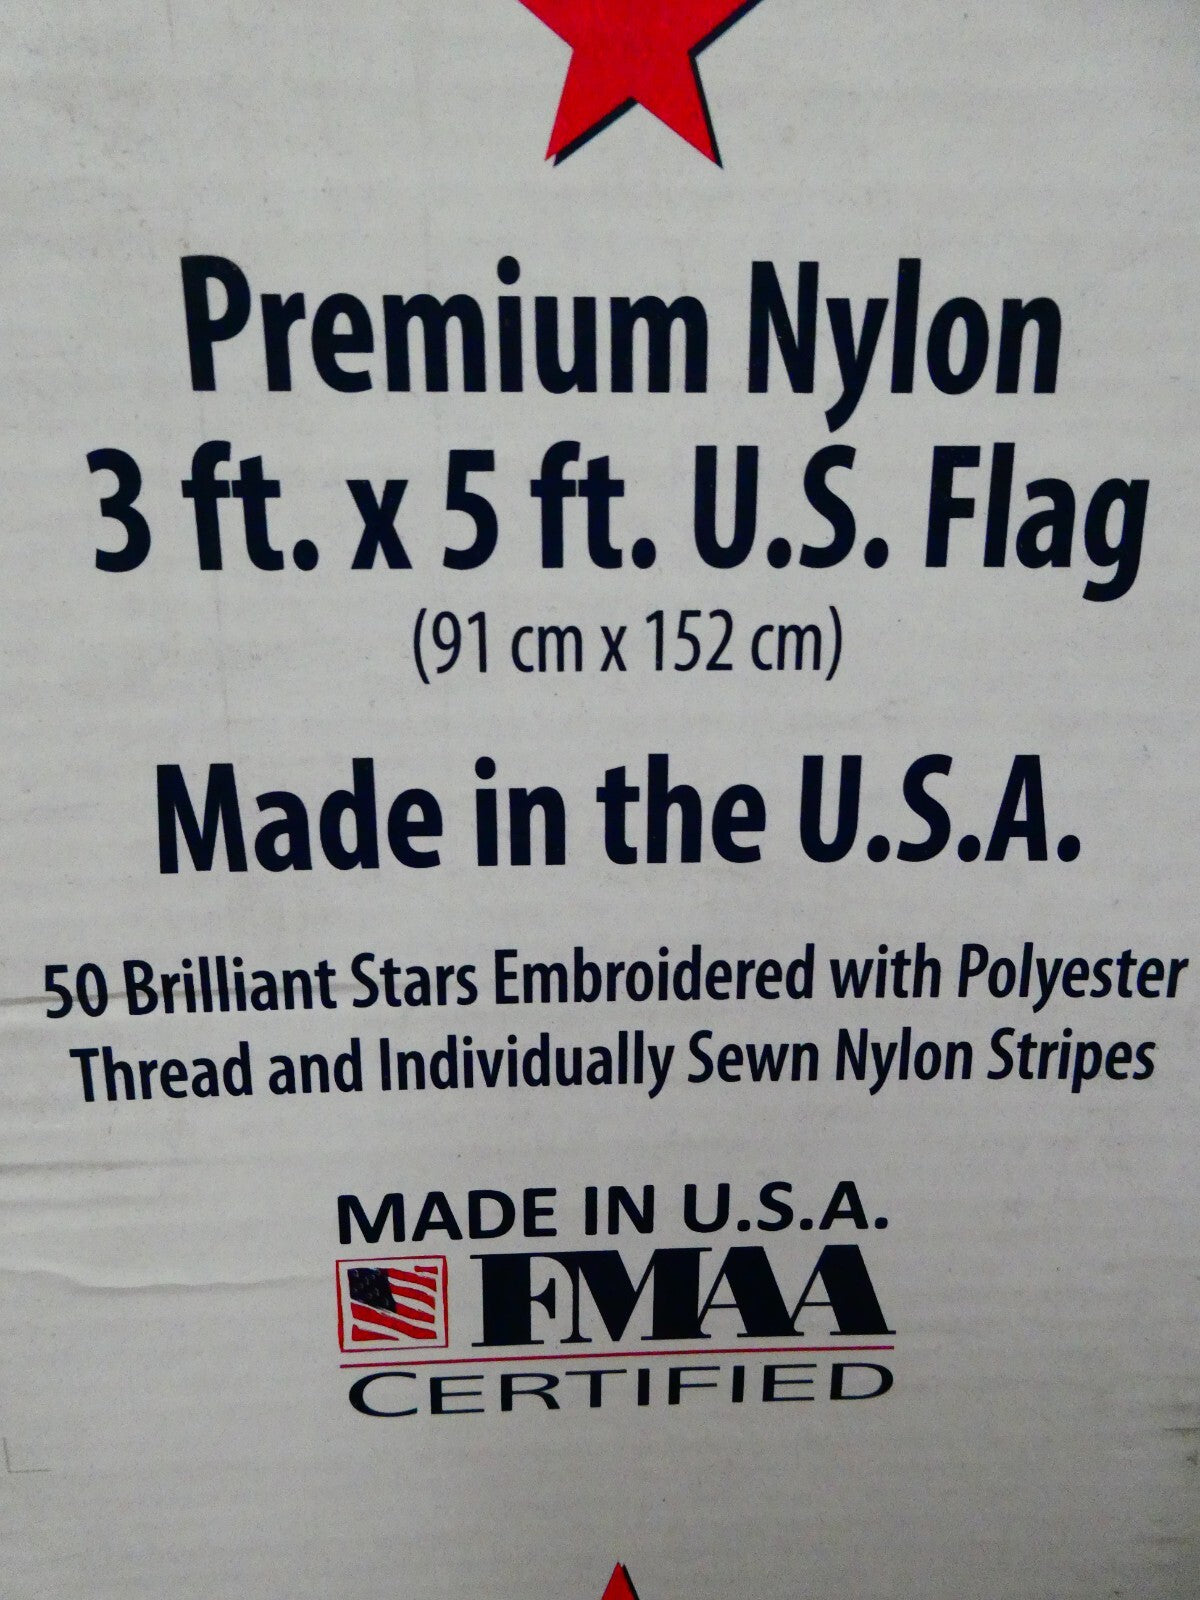 Premium Nylon
3 ft. x 5 ft. U.S. Flag
(91 cm x 152 cm)
Made in the U.S.A.
50 Brilliant Stars Embroidered with Polyester
Thread and Individually Sewn Nylon Stripes
MADE IN U.S.A.
FMAA
CERTIFIED